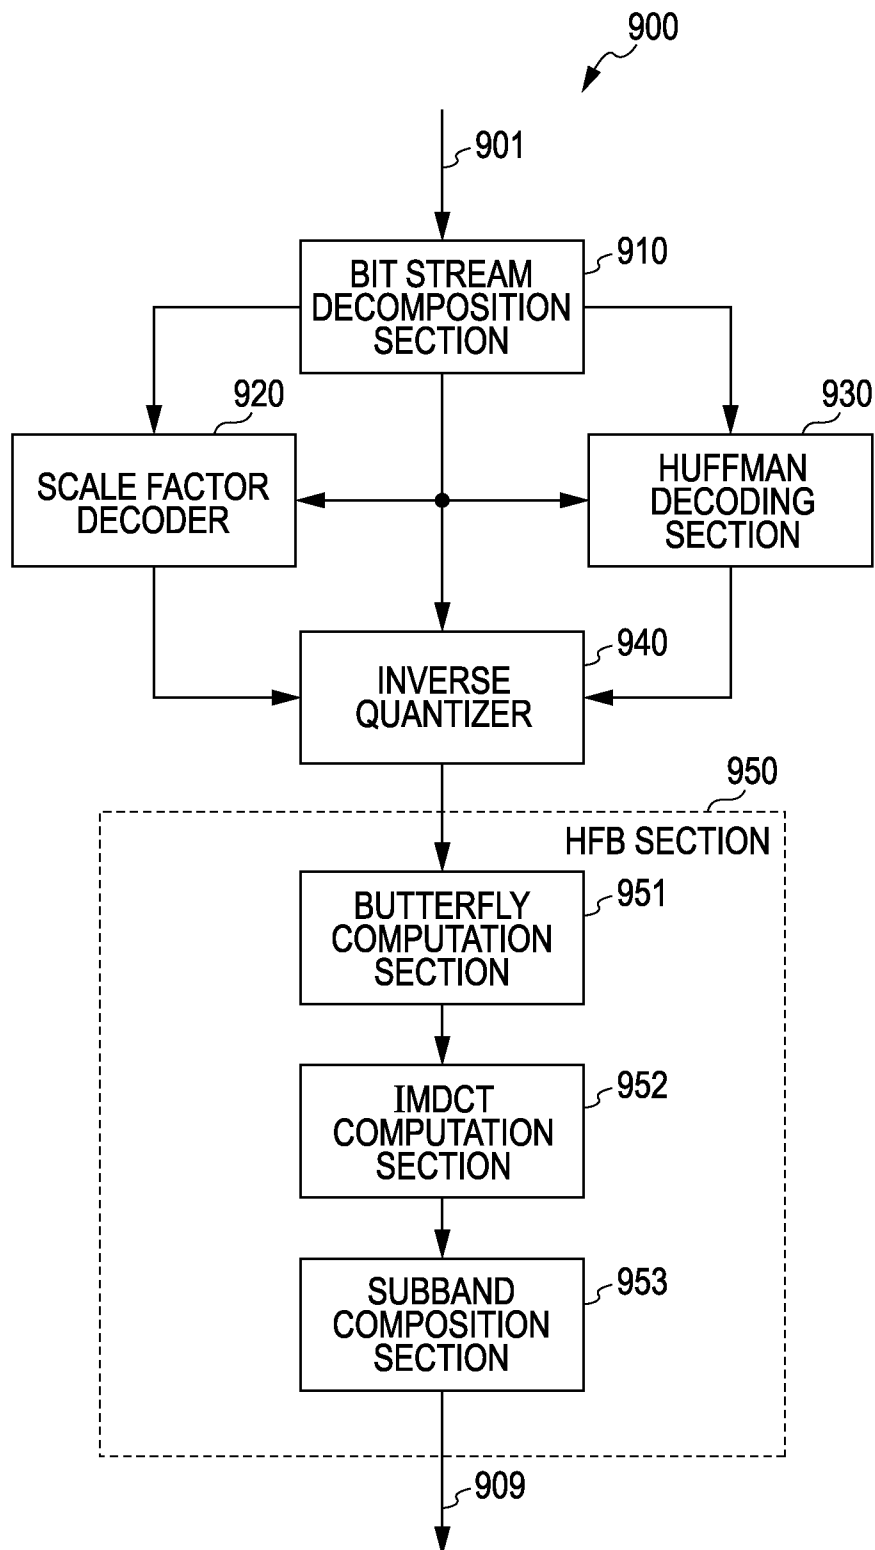 900
901
910
BIT STREAM
DECOMPOSITION
SECTION
920
930
SCALE FACTOR
DECODER
HUFFMAN
DECODING
SECTION
940
INVERSE
QUANTIZER
950
HFB SECTION
951
BUTTERFLY
COMPUTATION
SECTION
952
IMDCT
COMPUTATION
SECTION
953
SUBBAND
COMPOSITION
SECTION
909